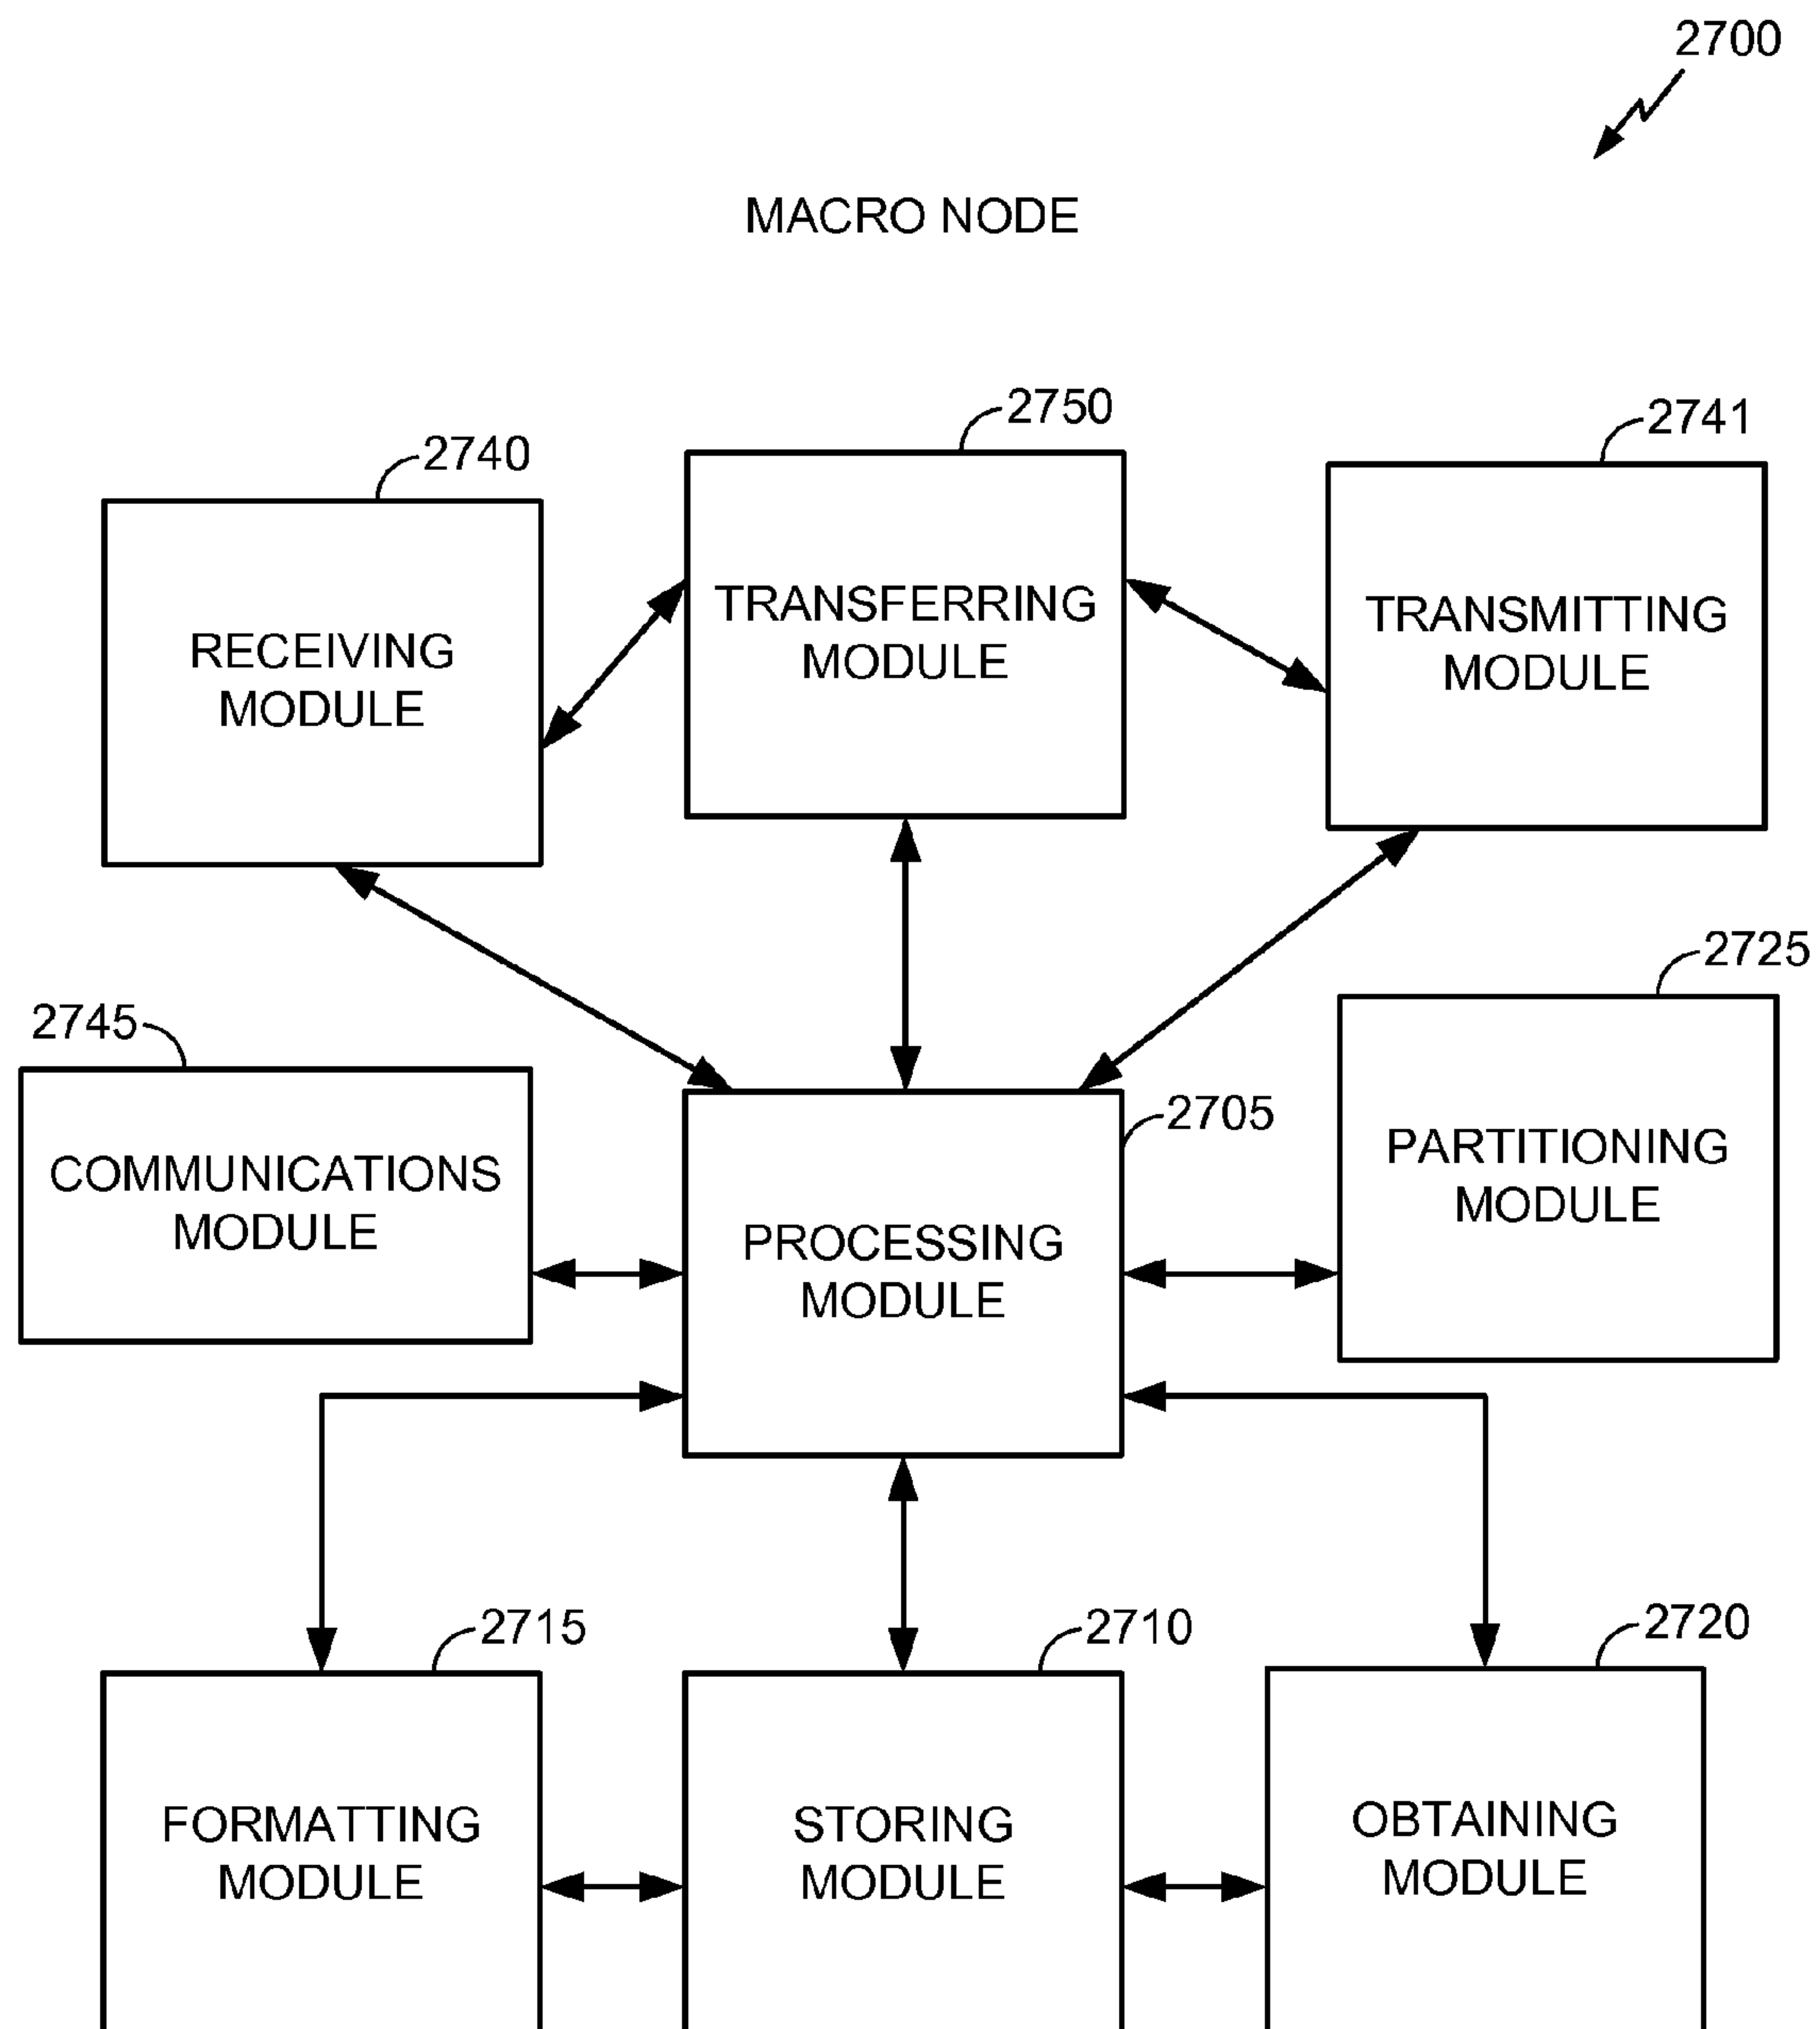 2700
MACRO NODE
2750
2741
2740
TRANSFERRING
MODULE
TRANSMITTING
MODULE
RECEIVING
MODULE
2725
2745
2705
PARTITIONING
MODULE
COMMUNICATIONS
MODULE
PROCESSING
MODULE
2715
2710
2720
FORMATTING
MODULE
STORING
MODULE
OBTAINING
MODULE